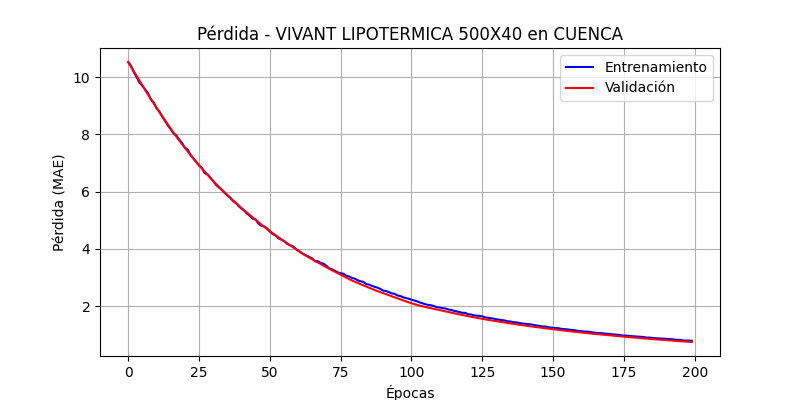 Pérdida - VIVANT LIPOTERMICA 500X40 en CUENCA
Entrenamiento
Validación
Pérdida (MAE)
10
8
6
4
2
0 25 50 75 100 125 150 175 200
Épocas